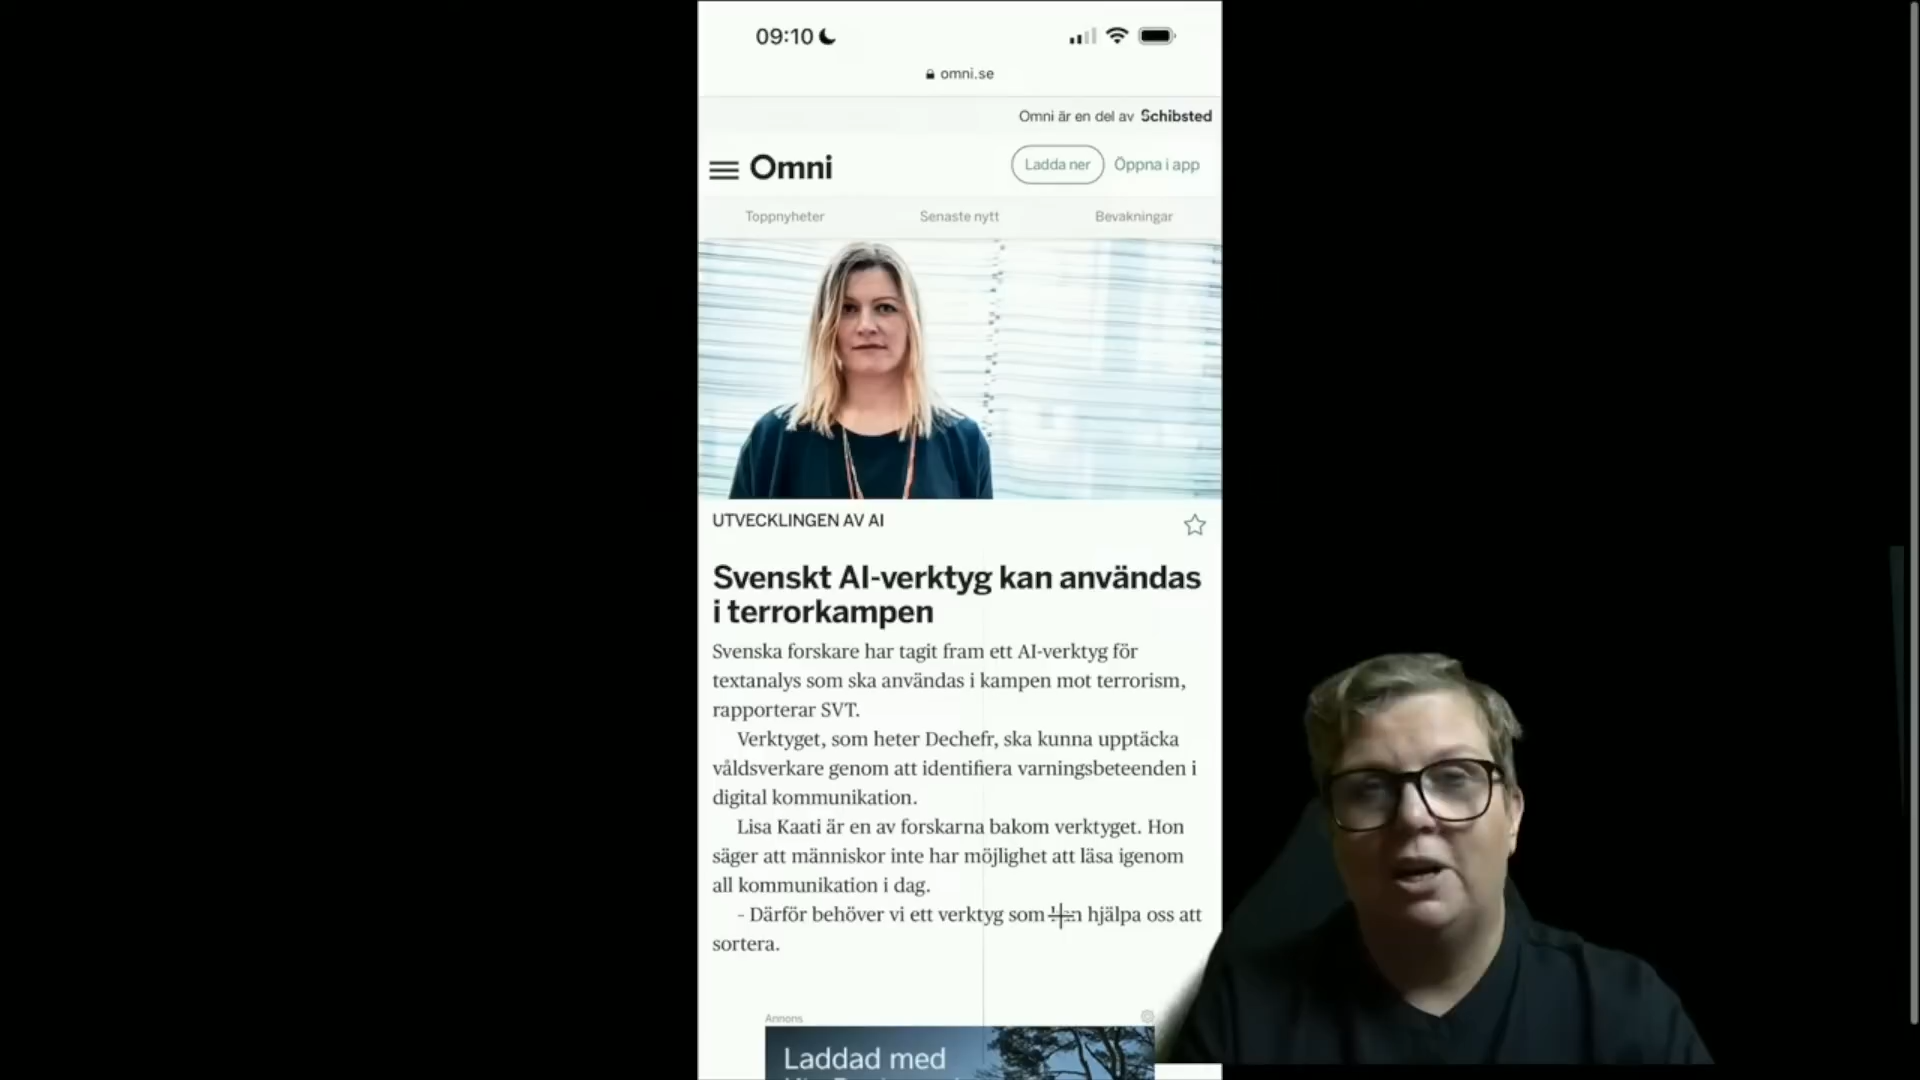 09:10
omni.se
Omni är en del av Schibsted
Omni
Ladda ner
Öppna i app
Toppnyheter
Senaste nytt
Bevakningar
UTVECKLINGEN AV AI
Svenskt AI-verktyg kan användas
i terrorkampen
Svenska forskare har tagit fram ett AI-verktyg för
textanalys som ska användas i kampen mot terrorism,
rapporterar SVT.
Verktyget, som heter Dechefr, ska kunna upptäcka
våldsverkare genom att identifiera varningsbeteenden i
digital kommunikation.
Lisa Kaati är en av forskarna bakom verktyget. Hon
säger att människor inte har möjlighet att läsa igenom
all kommunikation i dag.
- Därför behöver vi ett verktyg som kan hjälpa oss att
sortera.
Annons
Laddad med